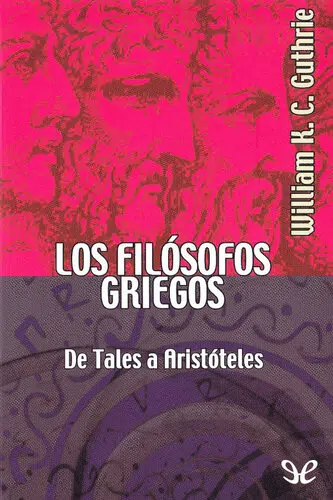 William K. C. Guthrie
LOS FILÓSOFOS
GRIEGOS
De Tales a Aristóteles